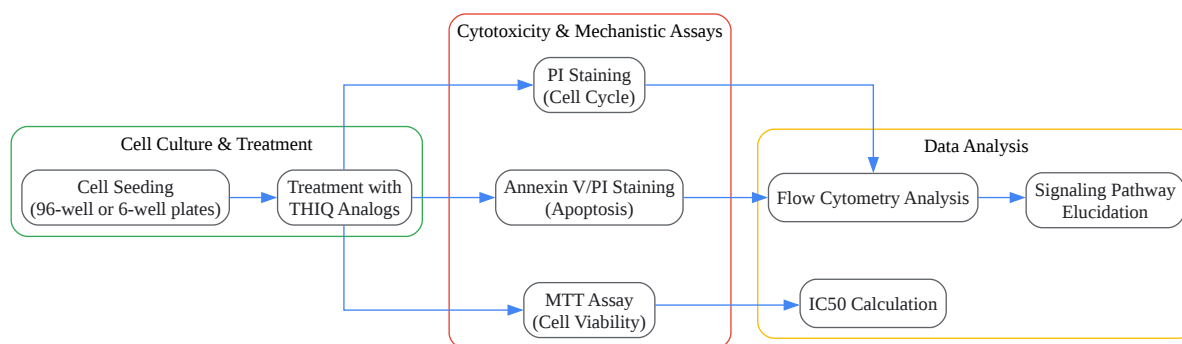 Cytotoxicity & Mechanistic Assays
PI Staining
(Cell Cycle)
Cell Culture & Treatment
Data Analysis
Cell Seeding
(96-well or 6-well plates)
Treatment with
THIQ Analogs
Annexin V/PI Staining
(Apoptosis)
Flow Cytometry Analysis
Signaling Pathway
Elucidation
MTT Assay
(Cell Viability)
IC50 Calculation